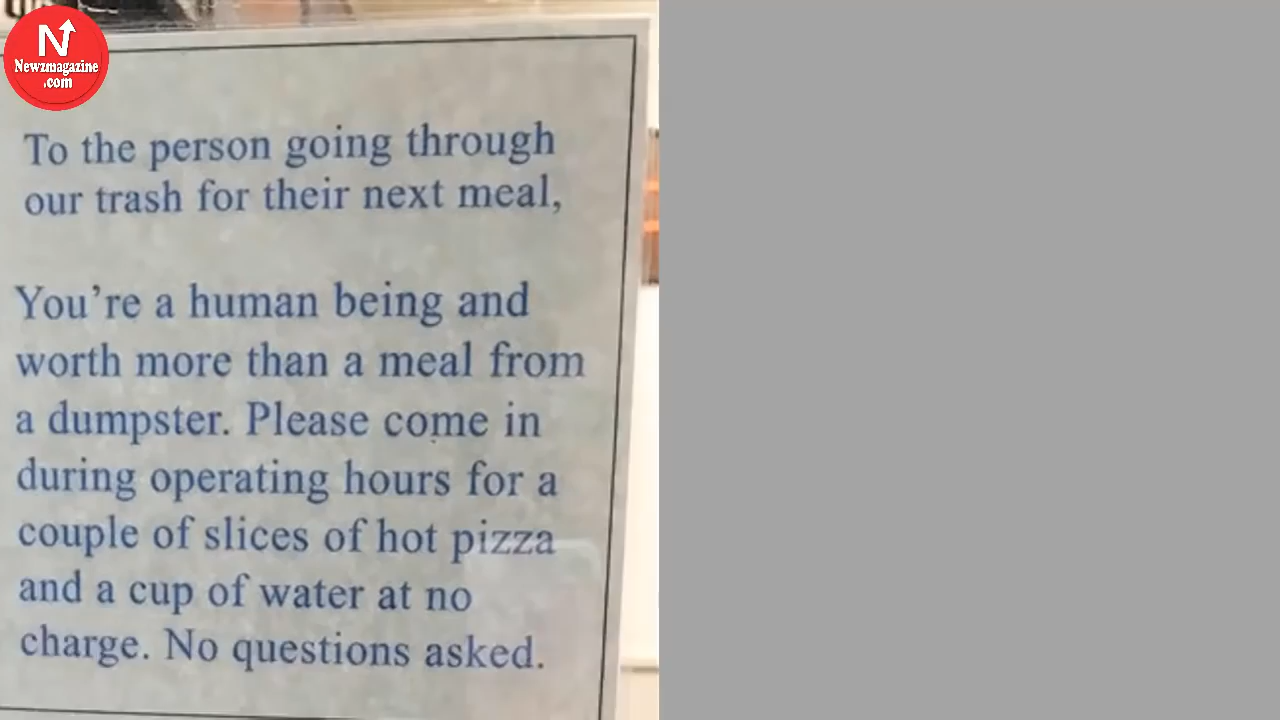 N
Newzmagazine
.com
To the person going through
our trash for their next meal,
You're a human being and
worth more than a meal from
a dumpster. Please come in
during operating hours for a
couple of slices of hot pizza
and a cup of water at no
charge. No questions asked.